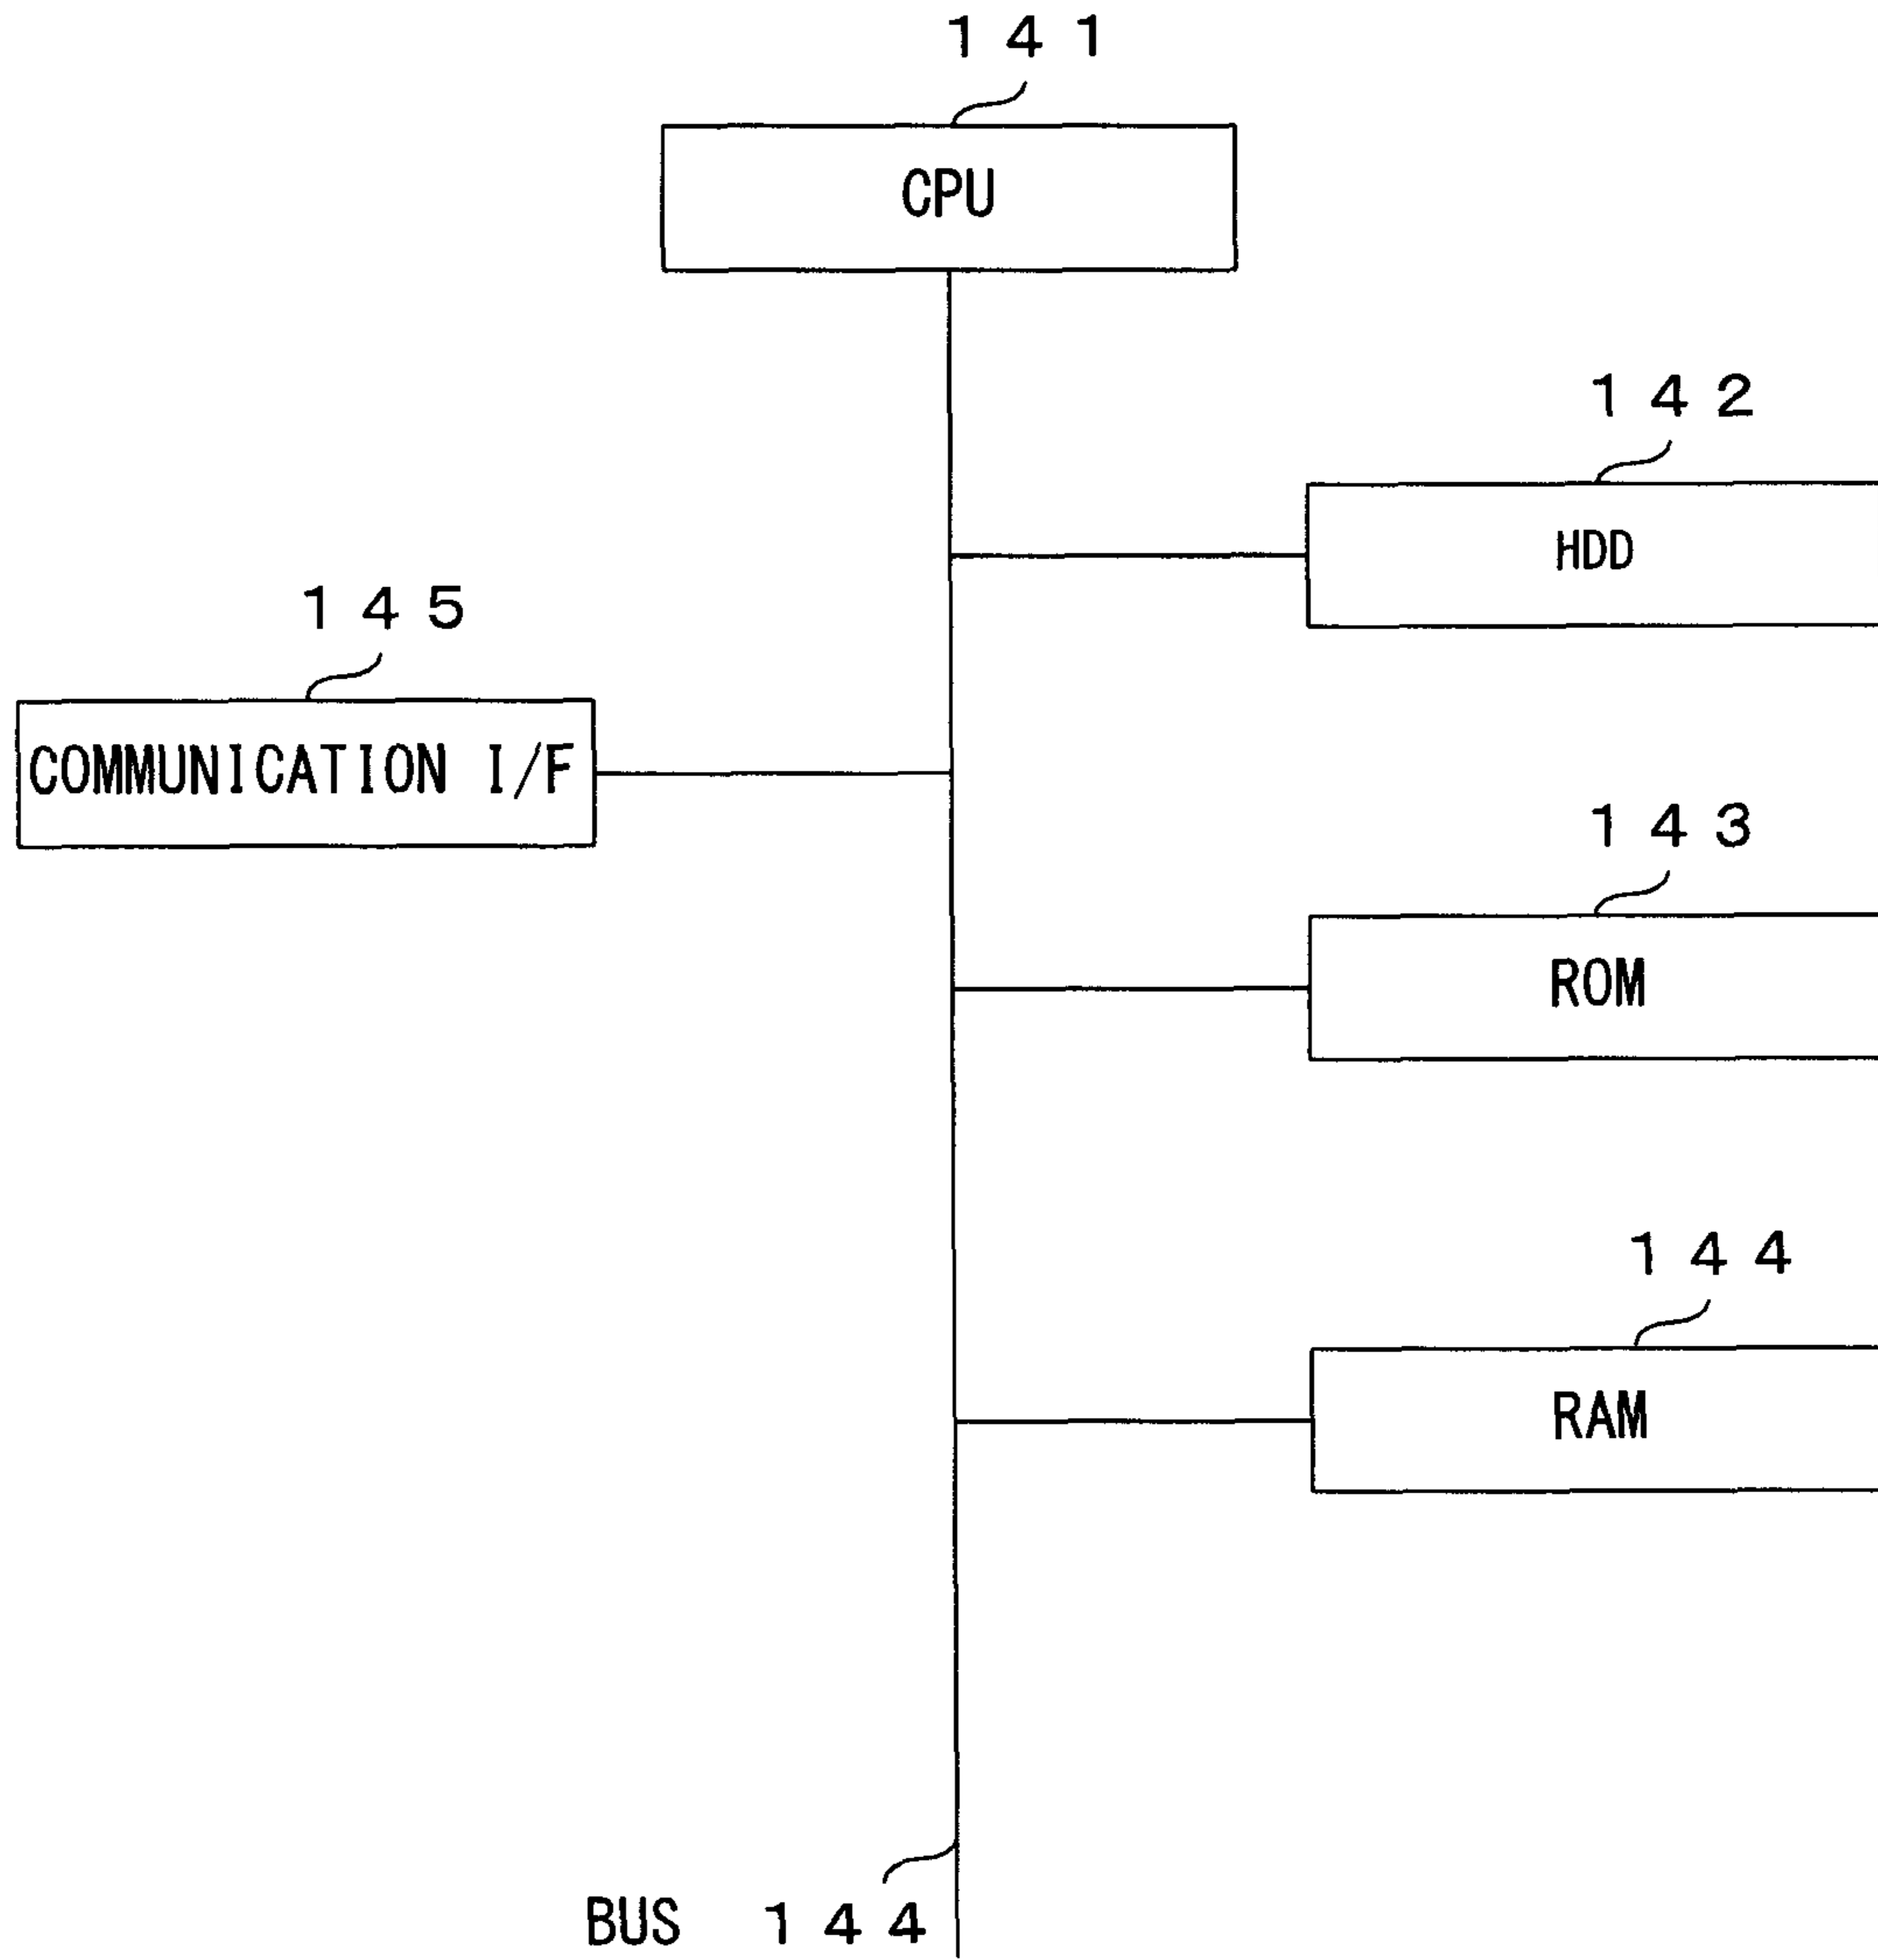 141
CPU
142
HDD
145
COMMUNICATION I/F
143
ROM
144
RAM
BUS 144